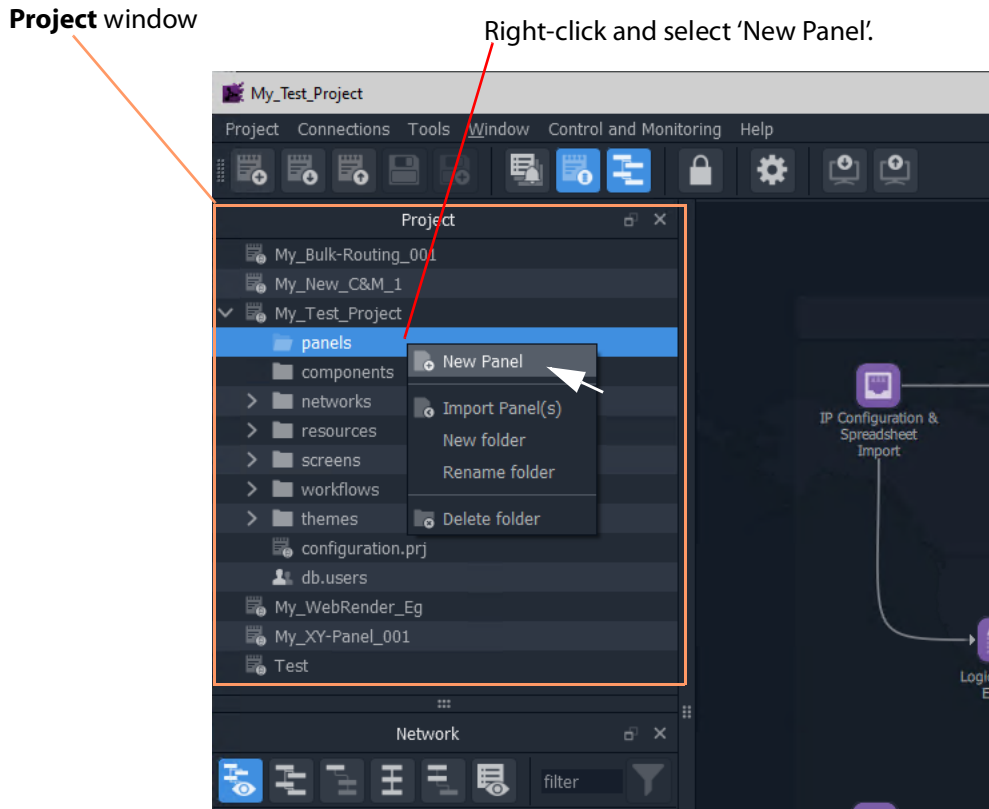 Project window
Right-click and select ‘New Panel’.
My_Test_Project
Project Connections Tools Window Control and Monitoring Help
Project
My_Bulk-Routing_001
My_New_C&M_1
My_Test_Project
panels
components
networks
resources
screens
workflows
themes
configuration.prj
db.users
My_WebRender_Eg
My_XY-Panel_001
Test
New Panel
Import Panel(s)
New folder
Rename folder
Delete folder
IP Configuration &
Spreadsheet
Import
Logi
E
Network
filter